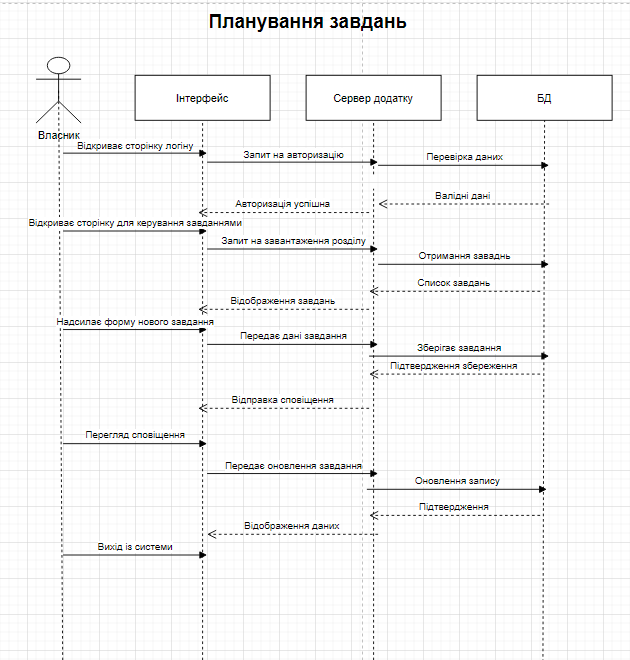 Планування завдань
Власник
Інтерфейс
Сервер додатку
БД
Відкриває сторінку логіну
Запит на авторизацію
Перевірка даних
Валідні дані
Авторизація успішна
Відкриває сторінку для керування завданнями
Запит на завантаження розділу
Отримання заваднь
Список завдань
Відображення завдань
Надсилає форму нового завдання
Передає дані завдання
Зберігає завдання
Підтвердження збереження
Відправка сповіщення
Перегляд сповіщення
Передає оновлення завдання
Оновлення запису
Підтвердження
Відображення даних
Вихід із системи